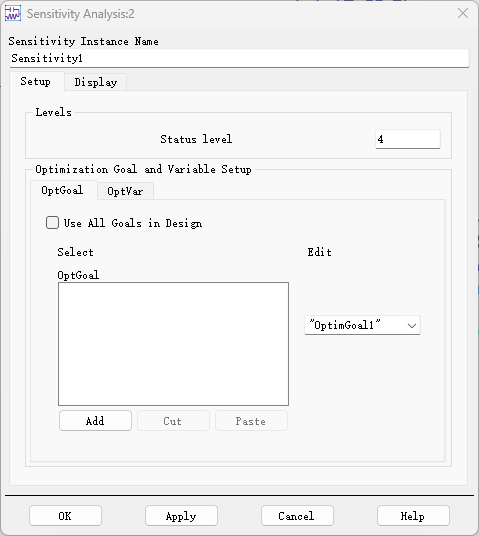 Sensitivity Analysis:2
Sensitivity Instance Name
Sensitivity1
Setup Display
Levels
Status level 4
Optimization Goal and Variable Setup
OptGoal OptVar
Use All Goals in Design
Select Edit
OptGoal
"OptimGoal1"
Add Cut Paste
OK Apply Cancel Help